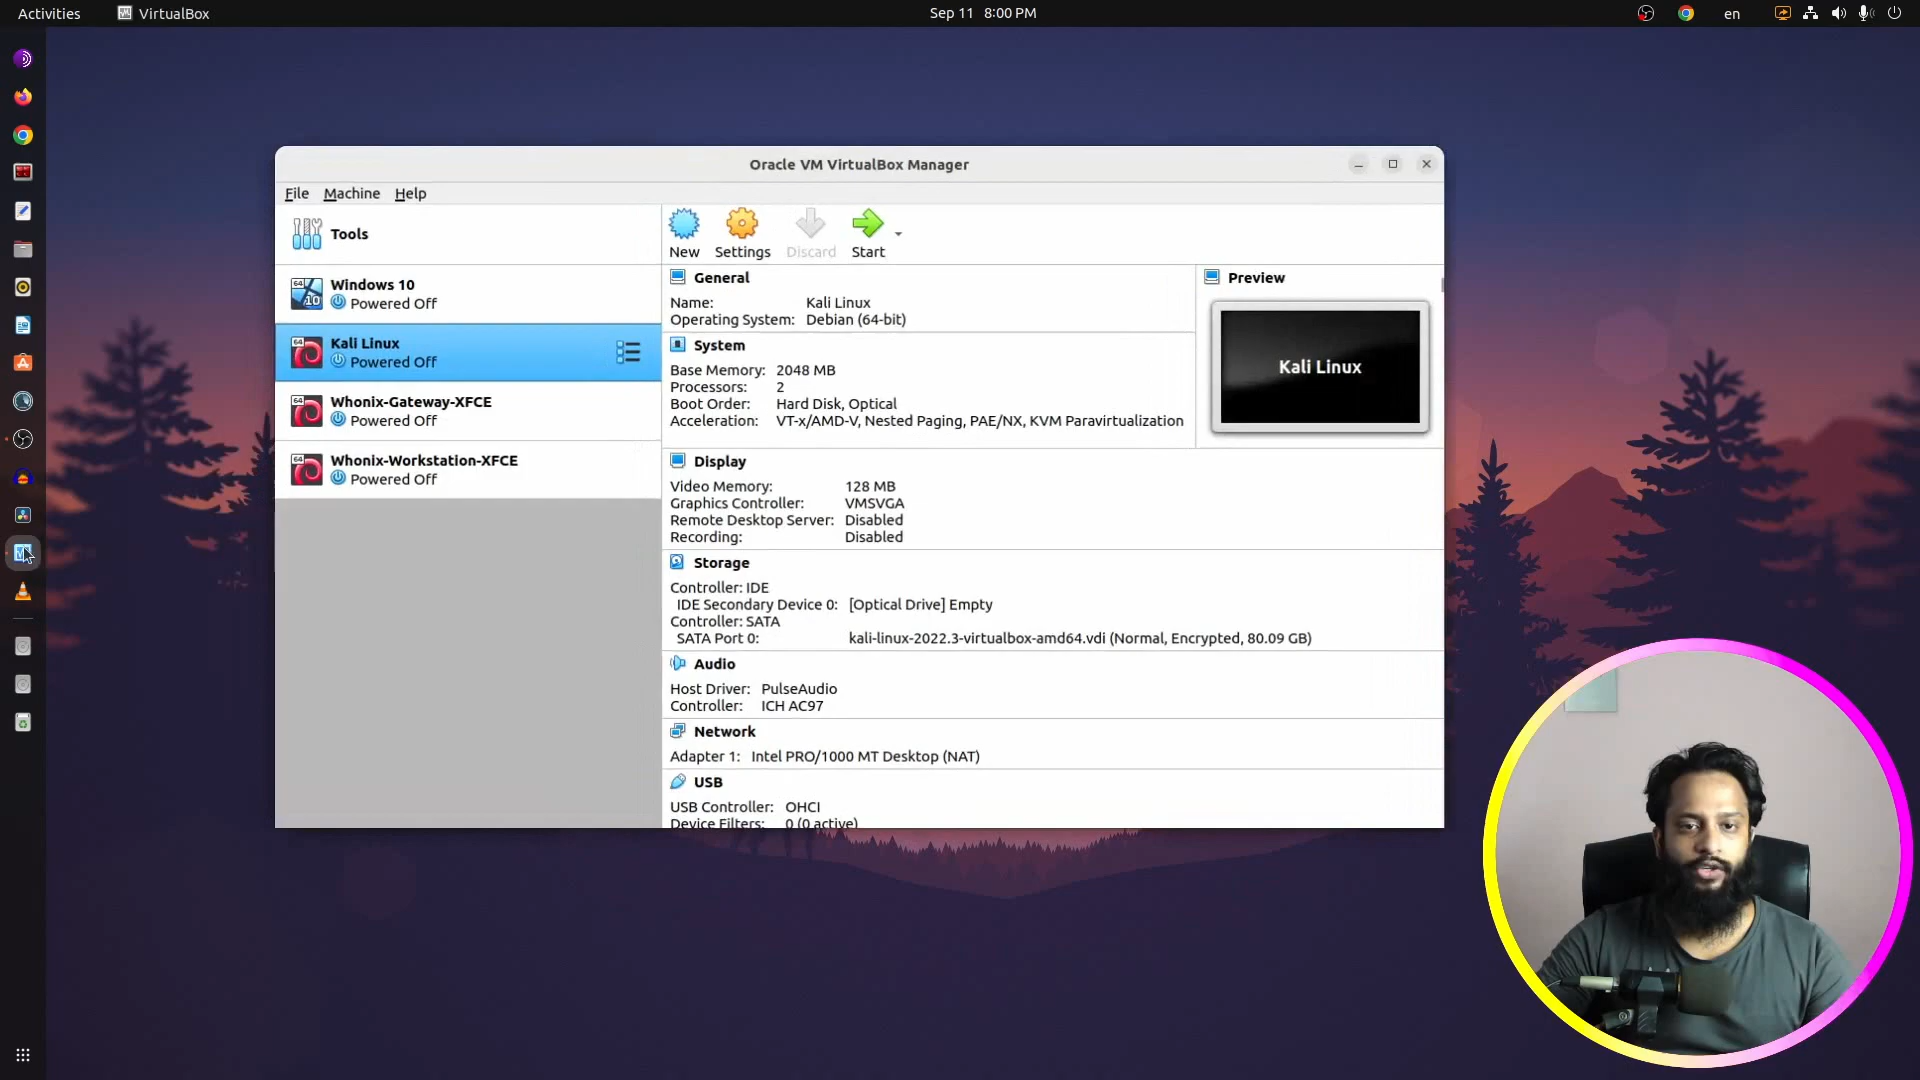 Activities VirtualBox Sep 11 8:00 PM en
Oracle VM VirtualBox Manager
File Machine Help
Tools
New Settings Discard Start
64 10 Windows 10
Powered Off
64 Kali Linux
Powered Off
64 Whonix-Gateway-XFCE
Powered Off
64 Whonix-Workstation-XFCE
Powered Off
General
Name: Kali Linux
Operating System: Debian (64-bit)
System
Base Memory: 2048 MB
Processors: 2
Boot Order: Hard Disk, Optical
Acceleration: VT-x/AMD-V, Nested Paging, PAE/NX, KVM Paravirtualization
Preview
Kali Linux
Display
Video Memory: 128 MB
Graphics Controller: VMSVGA
Remote Desktop Server: Disabled
Recording: Disabled
Storage
Controller: IDE
IDE Secondary Device 0: [Optical Drive] Empty
Controller: SATA
SATA Port 0: kali-linux-2022.3-virtualbox-amd64.vdi (Normal, Encrypted, 80.09 GB)
Audio
Host Driver: PulseAudio
Controller: ICH AC97
Network
Adapter 1: Intel PRO/1000 MT Desktop (NAT)
USB
USB Controller: OHCI
Device Filters: 0 (0 active)